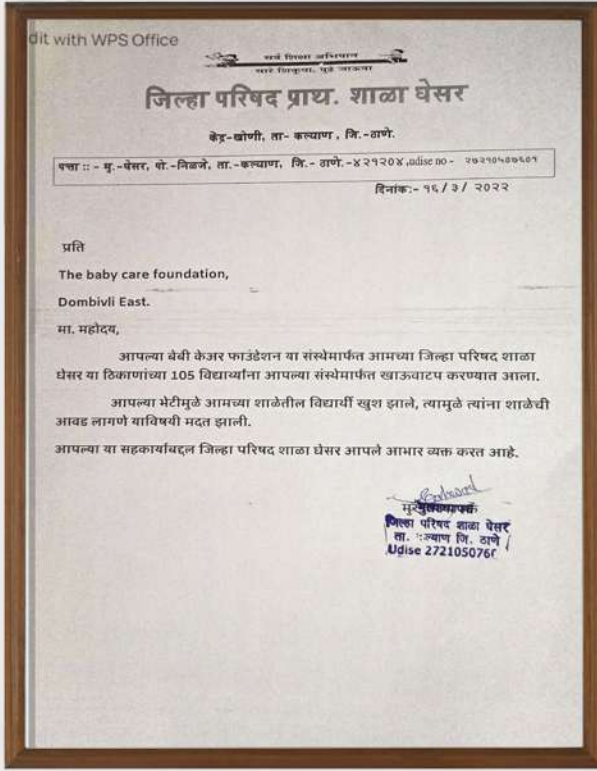 dit with WPS Office
सर्व शिक्षा अभियान
सारे शिकूया, पुढे जाऊया
जिल्हा परिषद प्राथ. शाळा घेसर
केंद्र-खोणी, ता- कल्याण , जि.-ठाणे.
पत्ता :: - मु.-घेसर, पो.-निळजे, ता.-कल्याण, जि.- ठाणे.-४२१२०४,udise no - २७२१०५०७६०१
दिनांक:- १६/ ३/ २०२२
प्रति
The baby care foundation,
Dombivli East.
मा. महोदय,
आपल्या बेबी केअर फाउंडेशन या संस्थेमार्फत आमच्या जिल्हा परिषद शाळा
घेसर या ठिकाणांच्या 105 विद्यार्थ्यांना आपल्या संस्थेमार्फत खाऊवाटप करण्यात आला.
आपल्या भेटीमुळे आमच्या शाळेतील विद्यार्थी खुश झाले, त्यामुळे त्यांना शाळेची
आवड लागणे याविषयी मदत झाली.
आपल्या या सहकार्याबद्दल जिल्हा परिषद शाळा घेसर आपले आभार व्यक्त करत आहे.
जिल्हा परिषद शाळा घेसर
ता. कल्याण जि. ठाणे
Udise 272105076